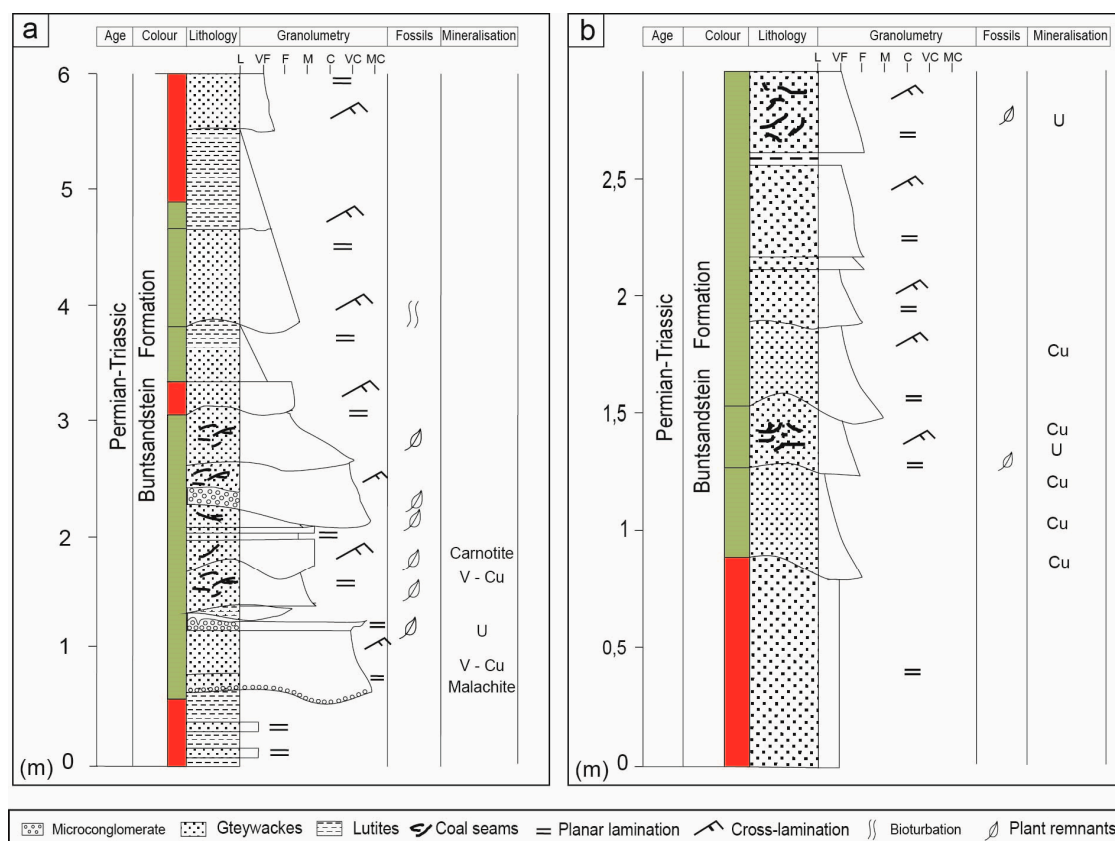 a
Age Colour Lithology Granolumetry Fossils Mineralisation
L VF F M C VC MC
6
5
4
3
2
1
0
(m)
Permian-Triassic
Buntsandstein Formation
Carnotite
V - Cu
U
V - Cu
Malachite
b
Age Colour Lithology Granolumetry Fossils Mineralisation
L VF F M C VC MC
2,5
2
1,5
1
0,5
0
(m)
Permian-Triassic
Buntsandstein Formation
U
Cu
Cu
U
Cu
Cu
Cu
Microconglomerate Gteywackes Lutites Coal seams Planar lamination Cross-lamination Bioturbation Plant remnants